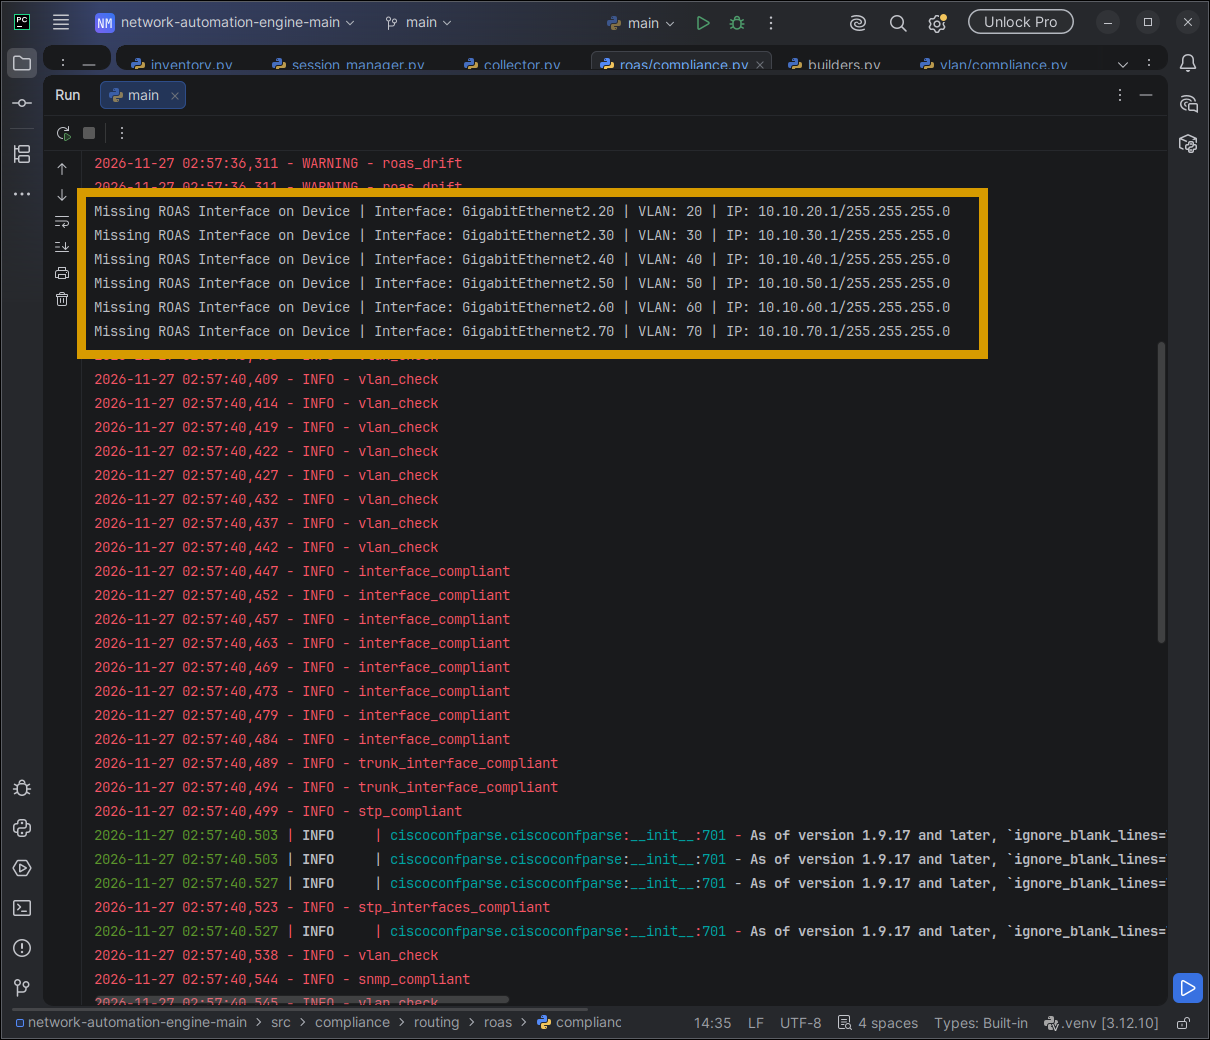 PC
NM network-automation-engine-main main main Unlock Pro
inventory.py session_manager.py collector.py roas/compliance.py builders.py vlan/compliance.py
Run main
2026-11-27 02:57:36,311 - WARNING - roas_drift
2026-11-27 02:57:36,311 - WARNING - roas_drift
Missing ROAS Interface on Device | Interface: GigabitEthernet2.20 | VLAN: 20 | IP: 10.10.20.1/255.255.255.0
Missing ROAS Interface on Device | Interface: GigabitEthernet2.30 | VLAN: 30 | IP: 10.10.30.1/255.255.255.0
Missing ROAS Interface on Device | Interface: GigabitEthernet2.40 | VLAN: 40 | IP: 10.10.40.1/255.255.255.0
Missing ROAS Interface on Device | Interface: GigabitEthernet2.50 | VLAN: 50 | IP: 10.10.50.1/255.255.255.0
Missing ROAS Interface on Device | Interface: GigabitEthernet2.60 | VLAN: 60 | IP: 10.10.60.1/255.255.255.0
Missing ROAS Interface on Device | Interface: GigabitEthernet2.70 | VLAN: 70 | IP: 10.10.70.1/255.255.255.0
2026-11-27 02:57:40,409 - INFO - vlan_check
2026-11-27 02:57:40,414 - INFO - vlan_check
2026-11-27 02:57:40,419 - INFO - vlan_check
2026-11-27 02:57:40,422 - INFO - vlan_check
2026-11-27 02:57:40,427 - INFO - vlan_check
2026-11-27 02:57:40,432 - INFO - vlan_check
2026-11-27 02:57:40,437 - INFO - vlan_check
2026-11-27 02:57:40,442 - INFO - vlan_check
2026-11-27 02:57:40,447 - INFO - interface_compliant
2026-11-27 02:57:40,452 - INFO - interface_compliant
2026-11-27 02:57:40,457 - INFO - interface_compliant
2026-11-27 02:57:40,463 - INFO - interface_compliant
2026-11-27 02:57:40,469 - INFO - interface_compliant
2026-11-27 02:57:40,473 - INFO - interface_compliant
2026-11-27 02:57:40,479 - INFO - interface_compliant
2026-11-27 02:57:40,484 - INFO - interface_compliant
2026-11-27 02:57:40,489 - INFO - trunk_interface_compliant
2026-11-27 02:57:40,494 - INFO - trunk_interface_compliant
2026-11-27 02:57:40,499 - INFO - stp_compliant
2026-11-27 02:57:40.503 | INFO | ciscoconfparse.ciscoconfparse:__init__:701 - As of version 1.9.17 and later, `ignore_blank_lines=
2026-11-27 02:57:40.503 | INFO | ciscoconfparse.ciscoconfparse:__init__:701 - As of version 1.9.17 and later, `ignore_blank_lines=
2026-11-27 02:57:40.527 | INFO | ciscoconfparse.ciscoconfparse:__init__:701 - As of version 1.9.17 and later, `ignore_blank_lines=
2026-11-27 02:57:40,523 - INFO - stp_interfaces_compliant
2026-11-27 02:57:40.527 | INFO | ciscoconfparse.ciscoconfparse:__init__:701 - As of version 1.9.17 and later, `ignore_blank_lines=
2026-11-27 02:57:40,538 - INFO - vlan_check
2026-11-27 02:57:40,544 - INFO - snmp_compliant
2026-11-27 02:57:40,545 - INFO - vlan_check
network-automation-engine-main > src > compliance > routing > roas > complianc 14:35 LF UTF-8 4 spaces Types: Built-in .venv [3.12.10]